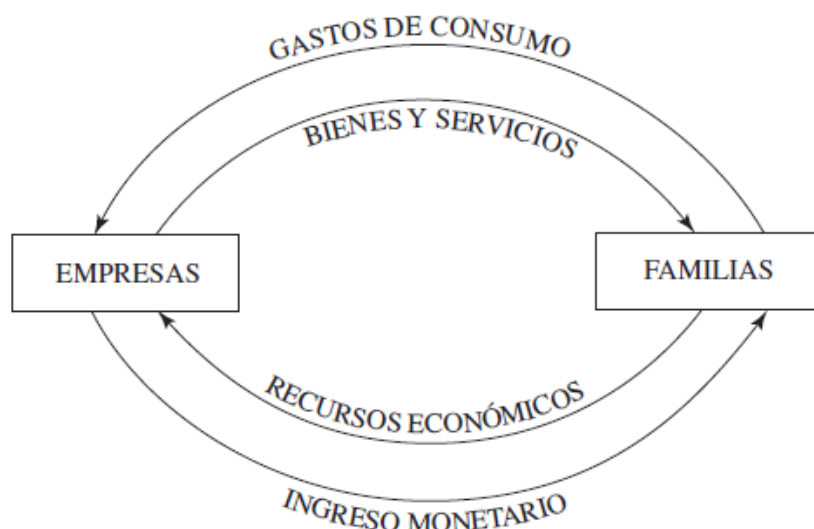 GASTOS DE CONSUMO
BIENES Y SERVICIOS
EMPRESAS
FAMILIAS
RECURSOS ECONÓMICOS
INGRESO MONETARIO